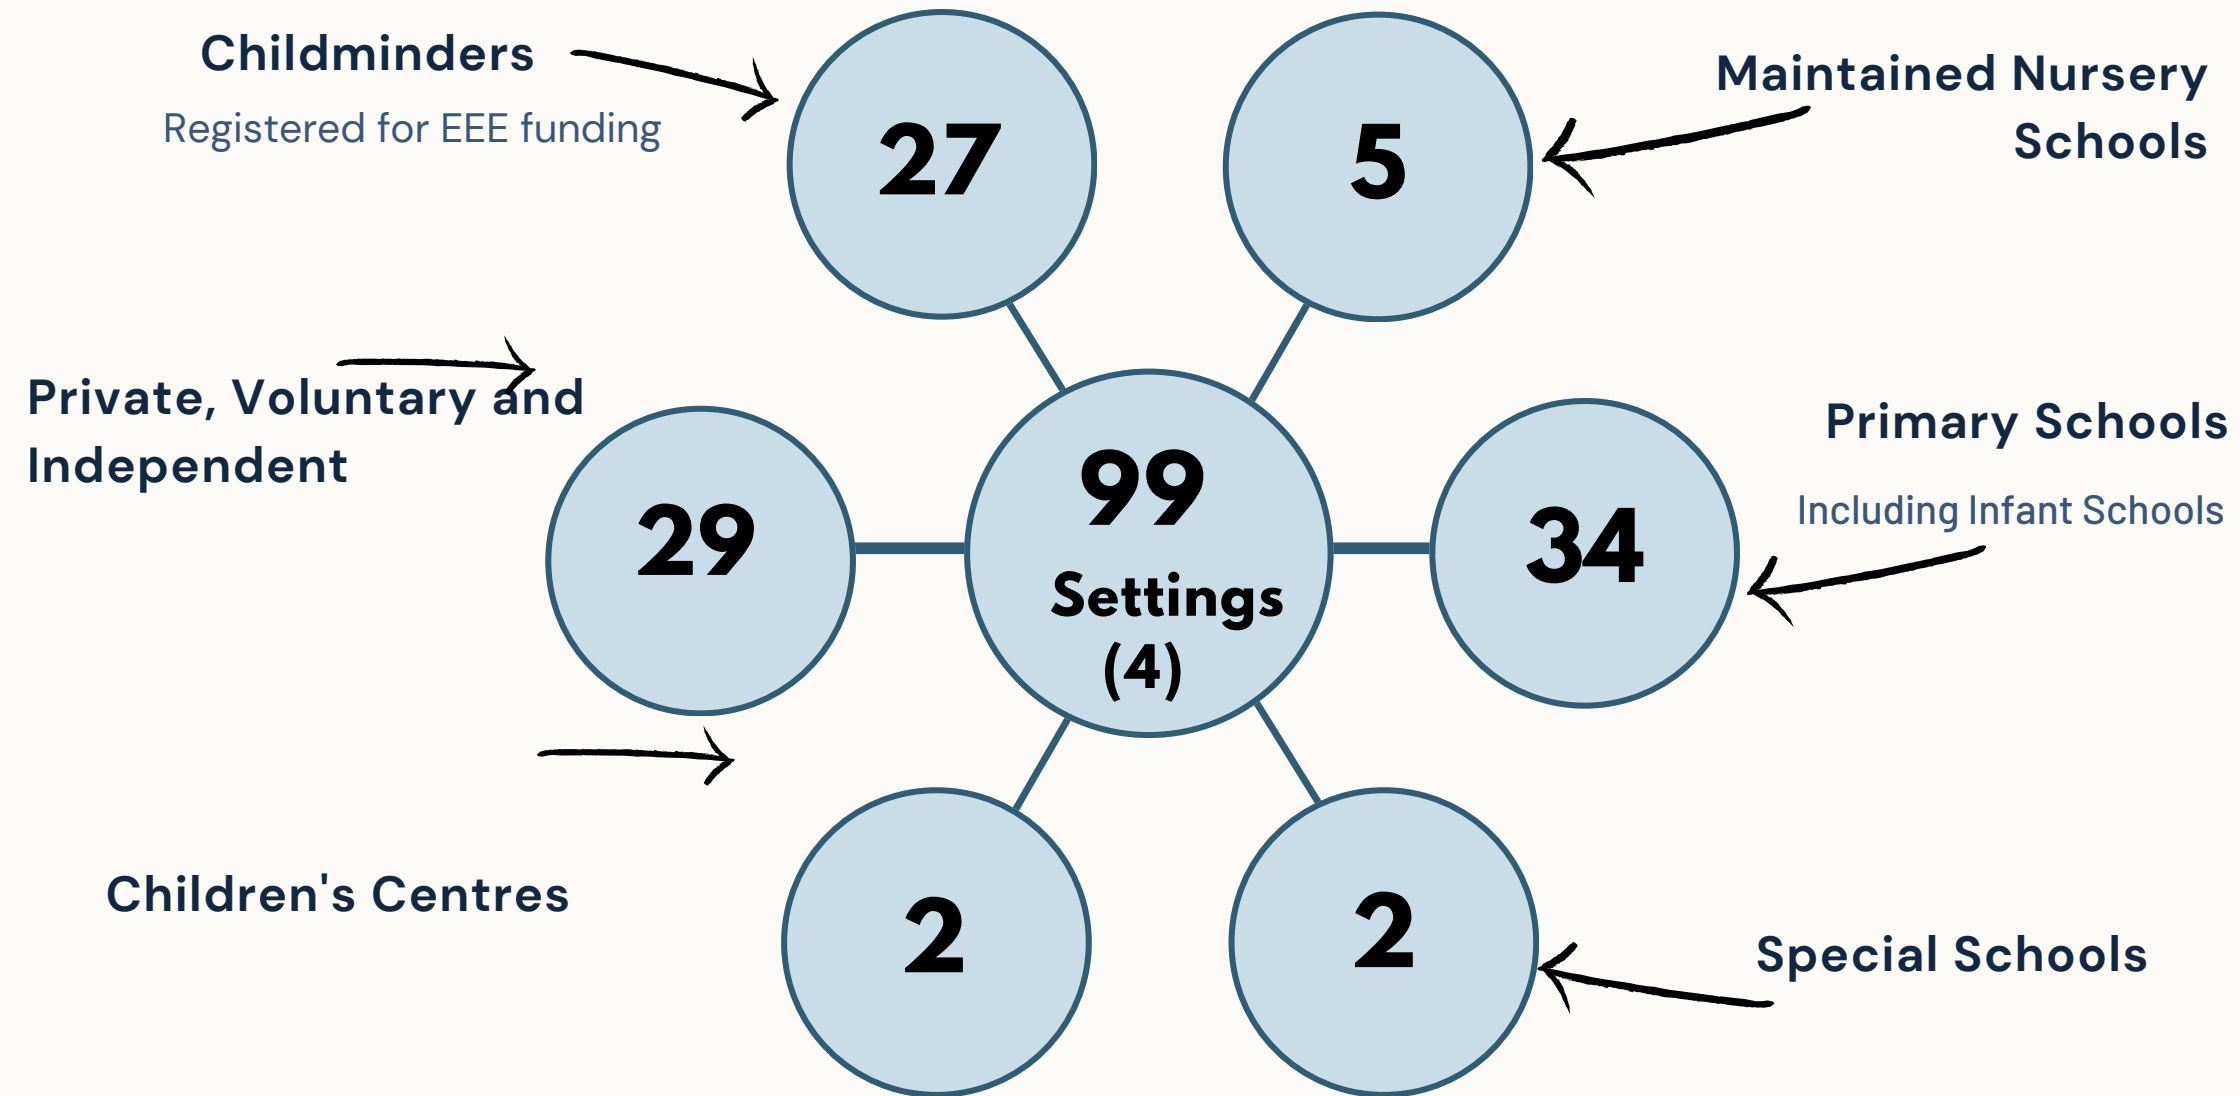 Childminders
Registered for EEE funding
27
5
Maintained Nursery
Schools
Private, Voluntary and
Independent
29
99
Settings
(4)
34
Primary Schools
Including Infant Schools
Children's Centres
2
2
Special Schools